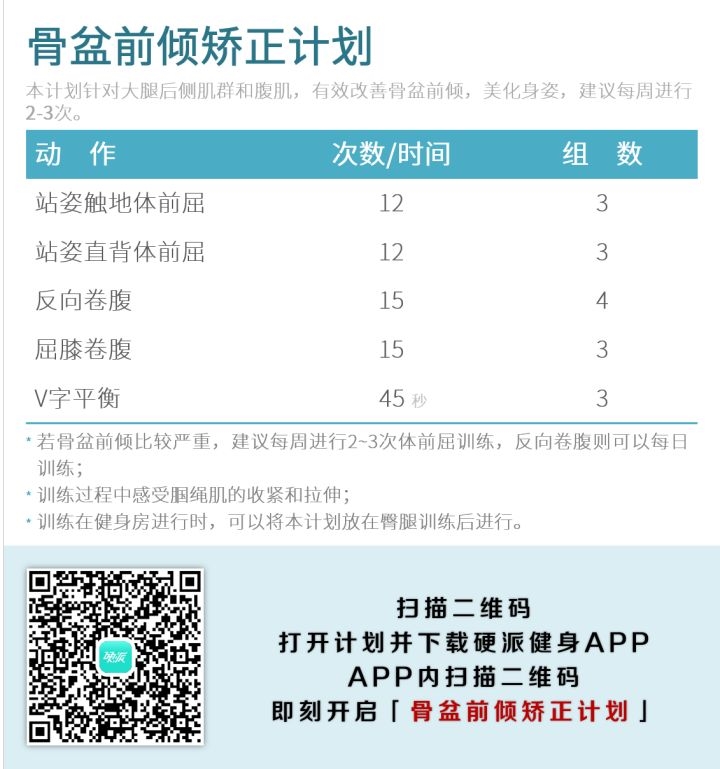 骨盆前倾矫正计划
本计划针对大腿后侧肌群和腹肌，有效改善骨盆前倾，美化身姿，建议每周进行
2-3次。
动 作 次数/时间 组 数
站姿触地体前屈 12 3
站姿直背体前屈 12 3
反向卷腹 15 4
屈膝卷腹 15 3
V字平衡 45 秒 3
* 若骨盆前倾比较严重，建议每周进行2~3次体前屈训练，反向卷腹则可以每日
训练；
* 训练过程中感受腘绳肌的收紧和拉伸；
* 训练在健身房进行时，可以将本计划放在臀腿训练后进行。
硬派
扫描二维码
打开计划并下载硬派健身APP
APP内扫描二维码
即刻开启「骨盆前倾矫正计划」